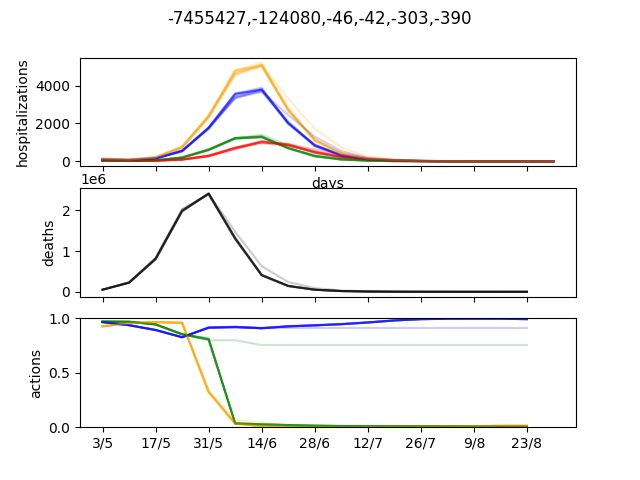 -7455427,-124080,-46,-42,-303,-390
hospitalizations
4000
2000
0
days
1e6
deaths
2
1
0
actions
1.0
0.5
0.0
3/5 17/5 31/5 14/6 28/6 12/7 26/7 9/8 23/8